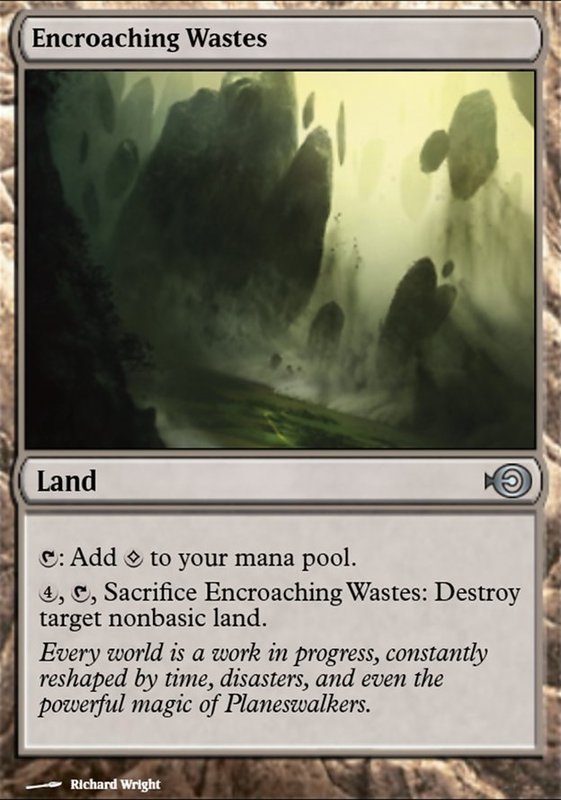 Encroaching Wastes
Land
: Add to your mana pool.
4, , Sacrifice Encroaching Wastes: Destroy
target nonbasic land.
Every world is a work in progress, constantly
reshaped by time, disasters, and even the
powerful magic of Planeswalkers.
Richard Wright